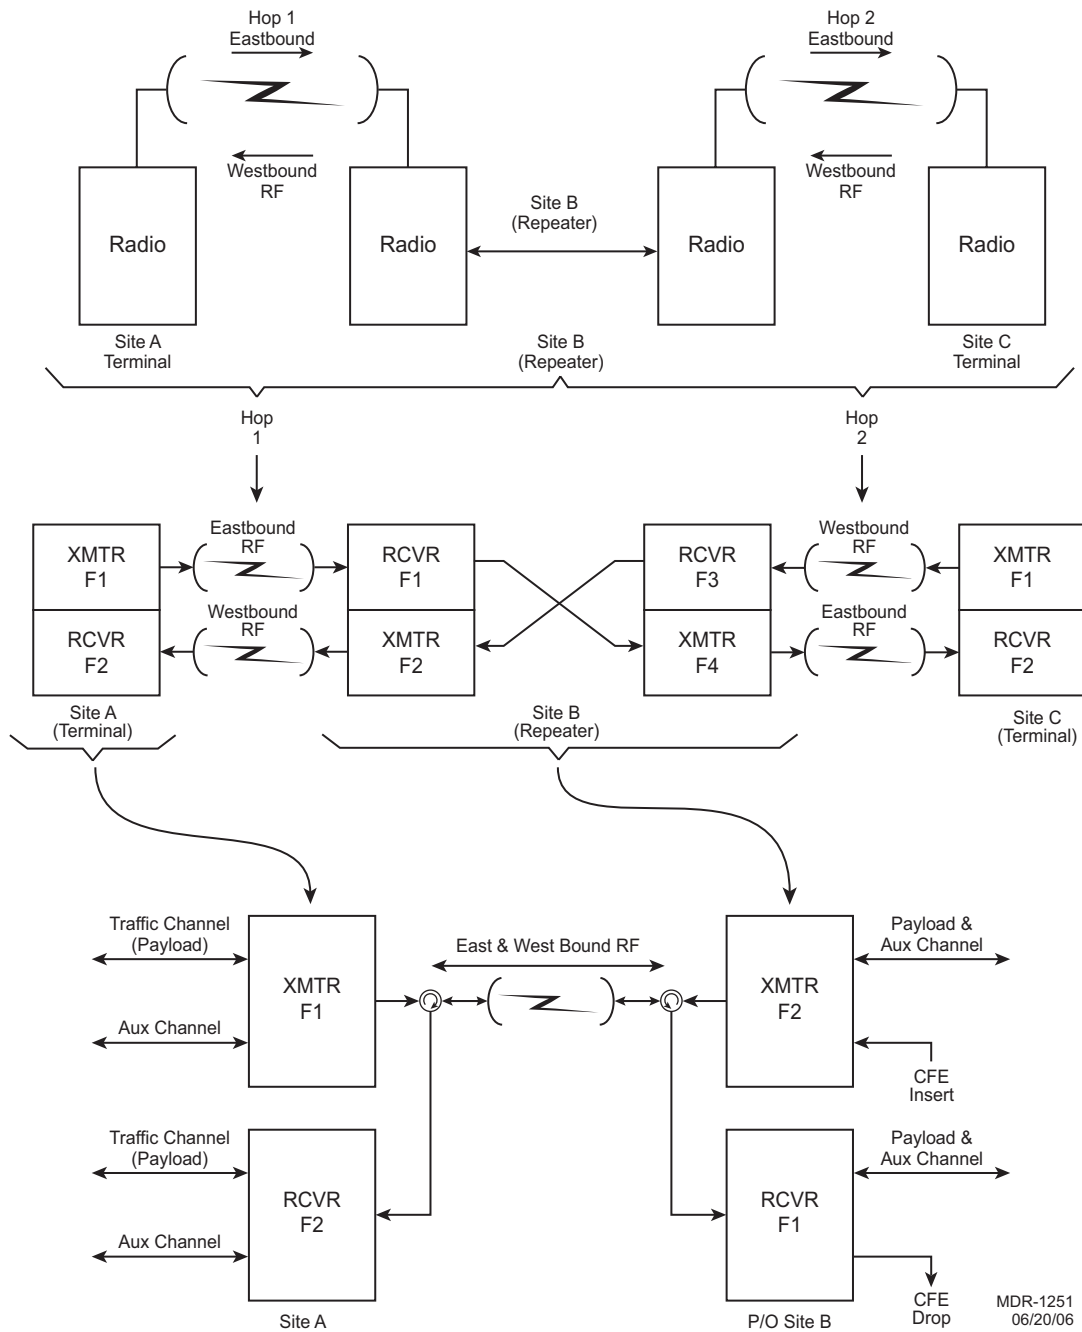 Hop 1
Eastbound
Hop 2
Eastbound
Westbound
RF
Westbound
RF
Radio
Radio
Site B
(Repeater)
Radio
Radio
Site A
Terminal
Site B
(Repeater)
Site C
Terminal
Hop
1
Hop
2
XMTR
F1
Eastbound
RF
RCVR
F1
RCVR
F3
Westbound
RF
XMTR
F1
RCVR
F2
Westbound
RF
XMTR
F2
XMTR
F4
Eastbound
RF
RCVR
F2
Site A
(Terminal)
Site B
(Repeater)
Site C
(Terminal)
Traffic Channel
(Payload)
Aux Channel
XMTR
F1
East & West Bound RF
XMTR
F2
Payload &
Aux Channel
CFE
Insert
Traffic Channel
(Payload)
Aux Channel
RCVR
F2
RCVR
F1
Payload &
Aux Channel
CFE
Drop
Site A
P/O Site B
MDR-1251
06/20/06